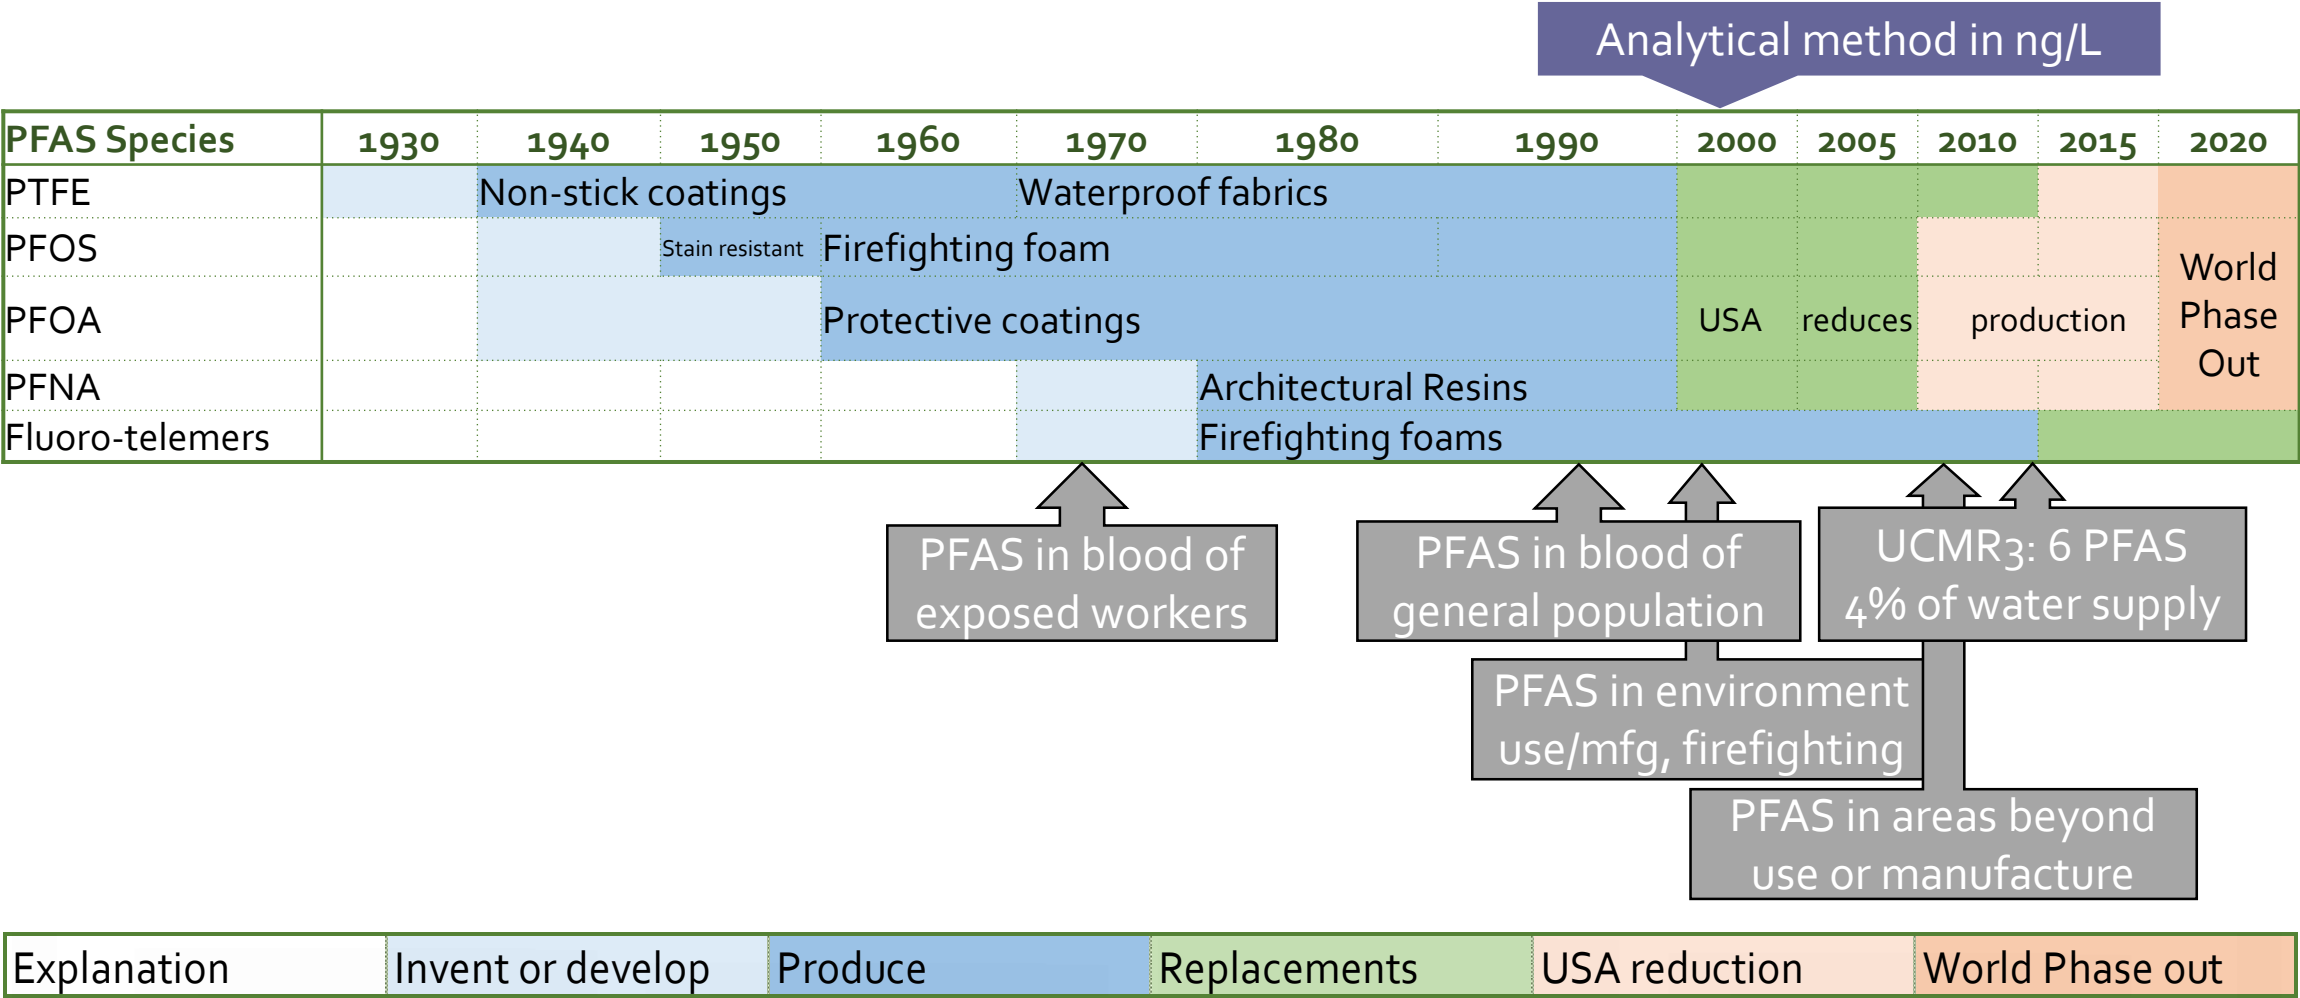 Analytical method in ng/L
PFAS Species 1930 1940 1950 1960 1970 1980 1990 2000 2005 2010 2015 2020
PTFE Non-stick coatings Waterproof fabrics
PFOS Stain resistant Firefighting foam
PFOA Protective coatings USA reduces production
World
Phase
Out
PFNA Architectural Resins
Fluoro-telemers Firefighting foams
PFAS in blood of
exposed workers
PFAS in blood of
general population
UCMR3: 6 PFAS
4% of water supply
PFAS in environment
use/mfg, firefighting
PFAS in areas beyond
use or manufacture
Explanation Invent or develop Produce Replacements USA reduction World Phase out